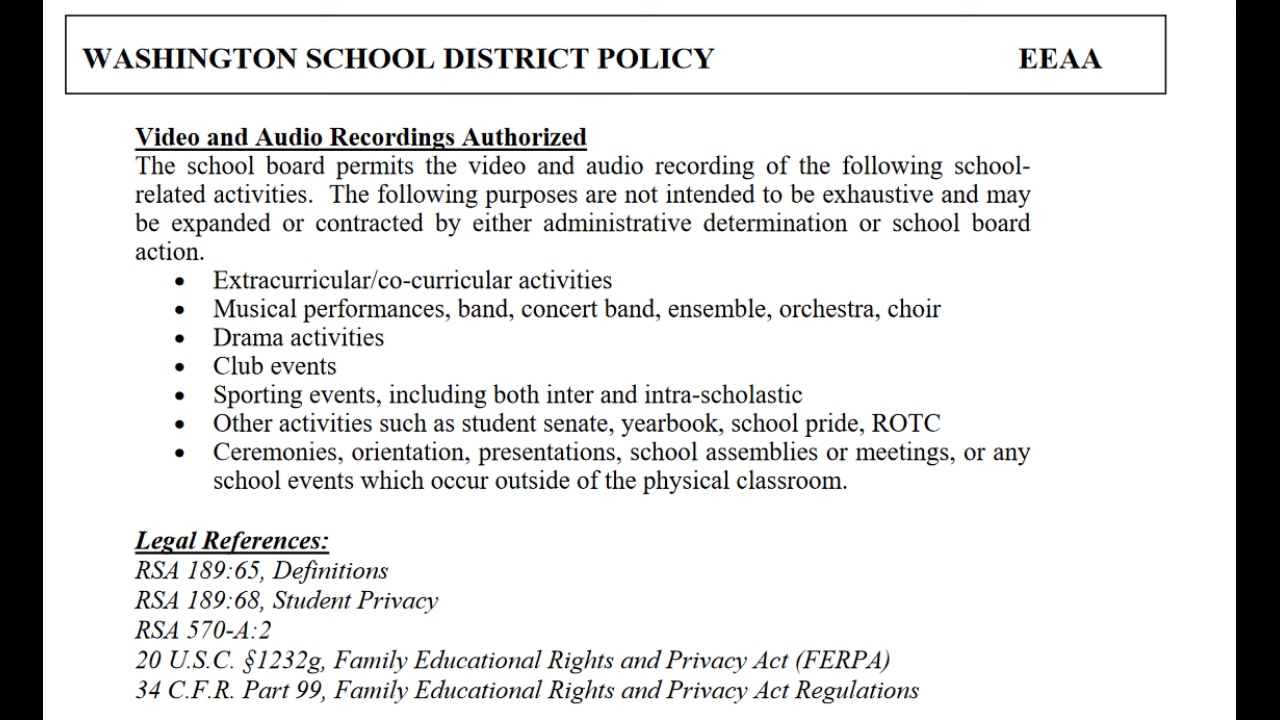 WASHINGTON SCHOOL DISTRICT POLICY EEAA
Video and Audio Recordings Authorized
The school board permits the video and audio recording of the following school-
related activities. The following purposes are not intended to be exhaustive and may
be expanded or contracted by either administrative determination or school board
action.
• Extracurricular/co-curricular activities
• Musical performances, band, concert band, ensemble, orchestra, choir
• Drama activities
• Club events
• Sporting events, including both inter and intra-scholastic
• Other activities such as student senate, yearbook, school pride, ROTC
• Ceremonies, orientation, presentations, school assemblies or meetings, or any
school events which occur outside of the physical classroom.
Legal References:
RSA 189:65, Definitions
RSA 189:68, Student Privacy
RSA 570-A:2
20 U.S.C. §1232g, Family Educational Rights and Privacy Act (FERPA)
34 C.F.R. Part 99, Family Educational Rights and Privacy Act Regulations